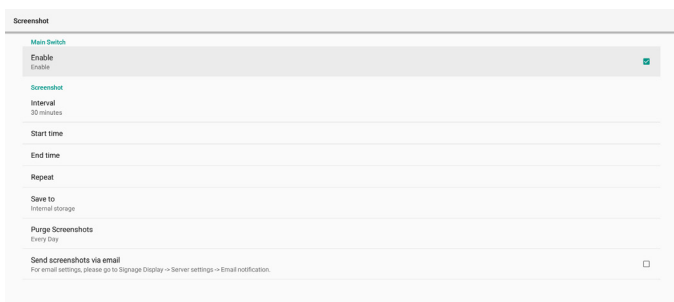 Screenshot
Main Switch
Enable
Enable
Screenshot
Interval
30 minutes
Start time
End time
Repeat
Save to
Internal storage
Purge Screenshots
Every Day
Send screenshots via email
For email settings, please go to Signage Display -> Server settings -> Email notification.